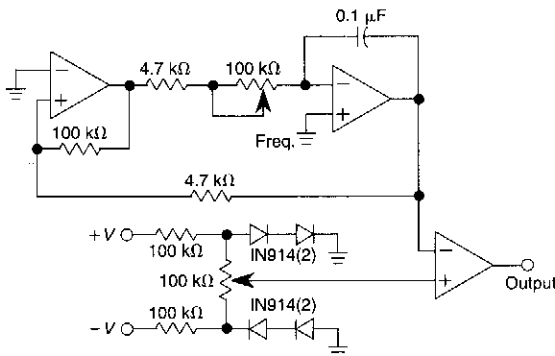 0.1 µF
4.7 kΩ
100 kΩ
−
+
−
+
Freq.
100 kΩ
4.7 kΩ
+V
100 kΩ
IN914(2)
−
+
Output
100 kΩ
IN914(2)
100 kΩ
−V